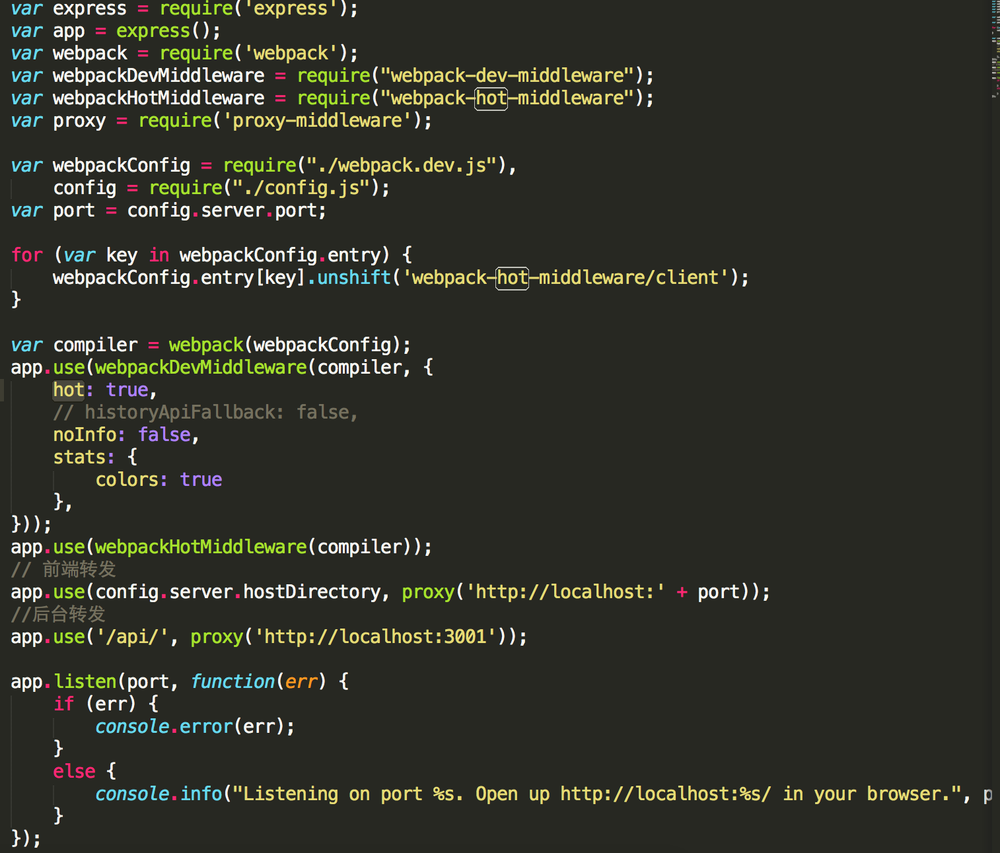 var express = require('express');
var app = express();
var webpack = require('webpack');
var webpackDevMiddleware = require("webpack-dev-middleware");
var webpackHotMiddleware = require("webpack-hot-middleware");
var proxy = require('proxy-middleware');
var webpackConfig = require("./webpack.dev.js"),
    config = require("./config.js");
var port = config.server.port;
for (var key in webpackConfig.entry) {
    webpackConfig.entry[key].unshift('webpack-hot-middleware/client');
}
var compiler = webpack(webpackConfig);
app.use(webpackDevMiddleware(compiler, {
    hot: true,
    // historyApiFallback: false,
    noInfo: false,
    stats: {
        colors: true
    },
}));
app.use(webpackHotMiddleware(compiler));
// 前端转发
app.use(config.server.hostDirectory, proxy('http://localhost:' + port));
//后台转发
app.use('/api/', proxy('http://localhost:3001'));
app.listen(port, function(err) {
    if (err) {
        console.error(err);
    }
    else {
        console.info("Listening on port %s. Open up http://localhost:%s/ in your browser.", p
    }
});